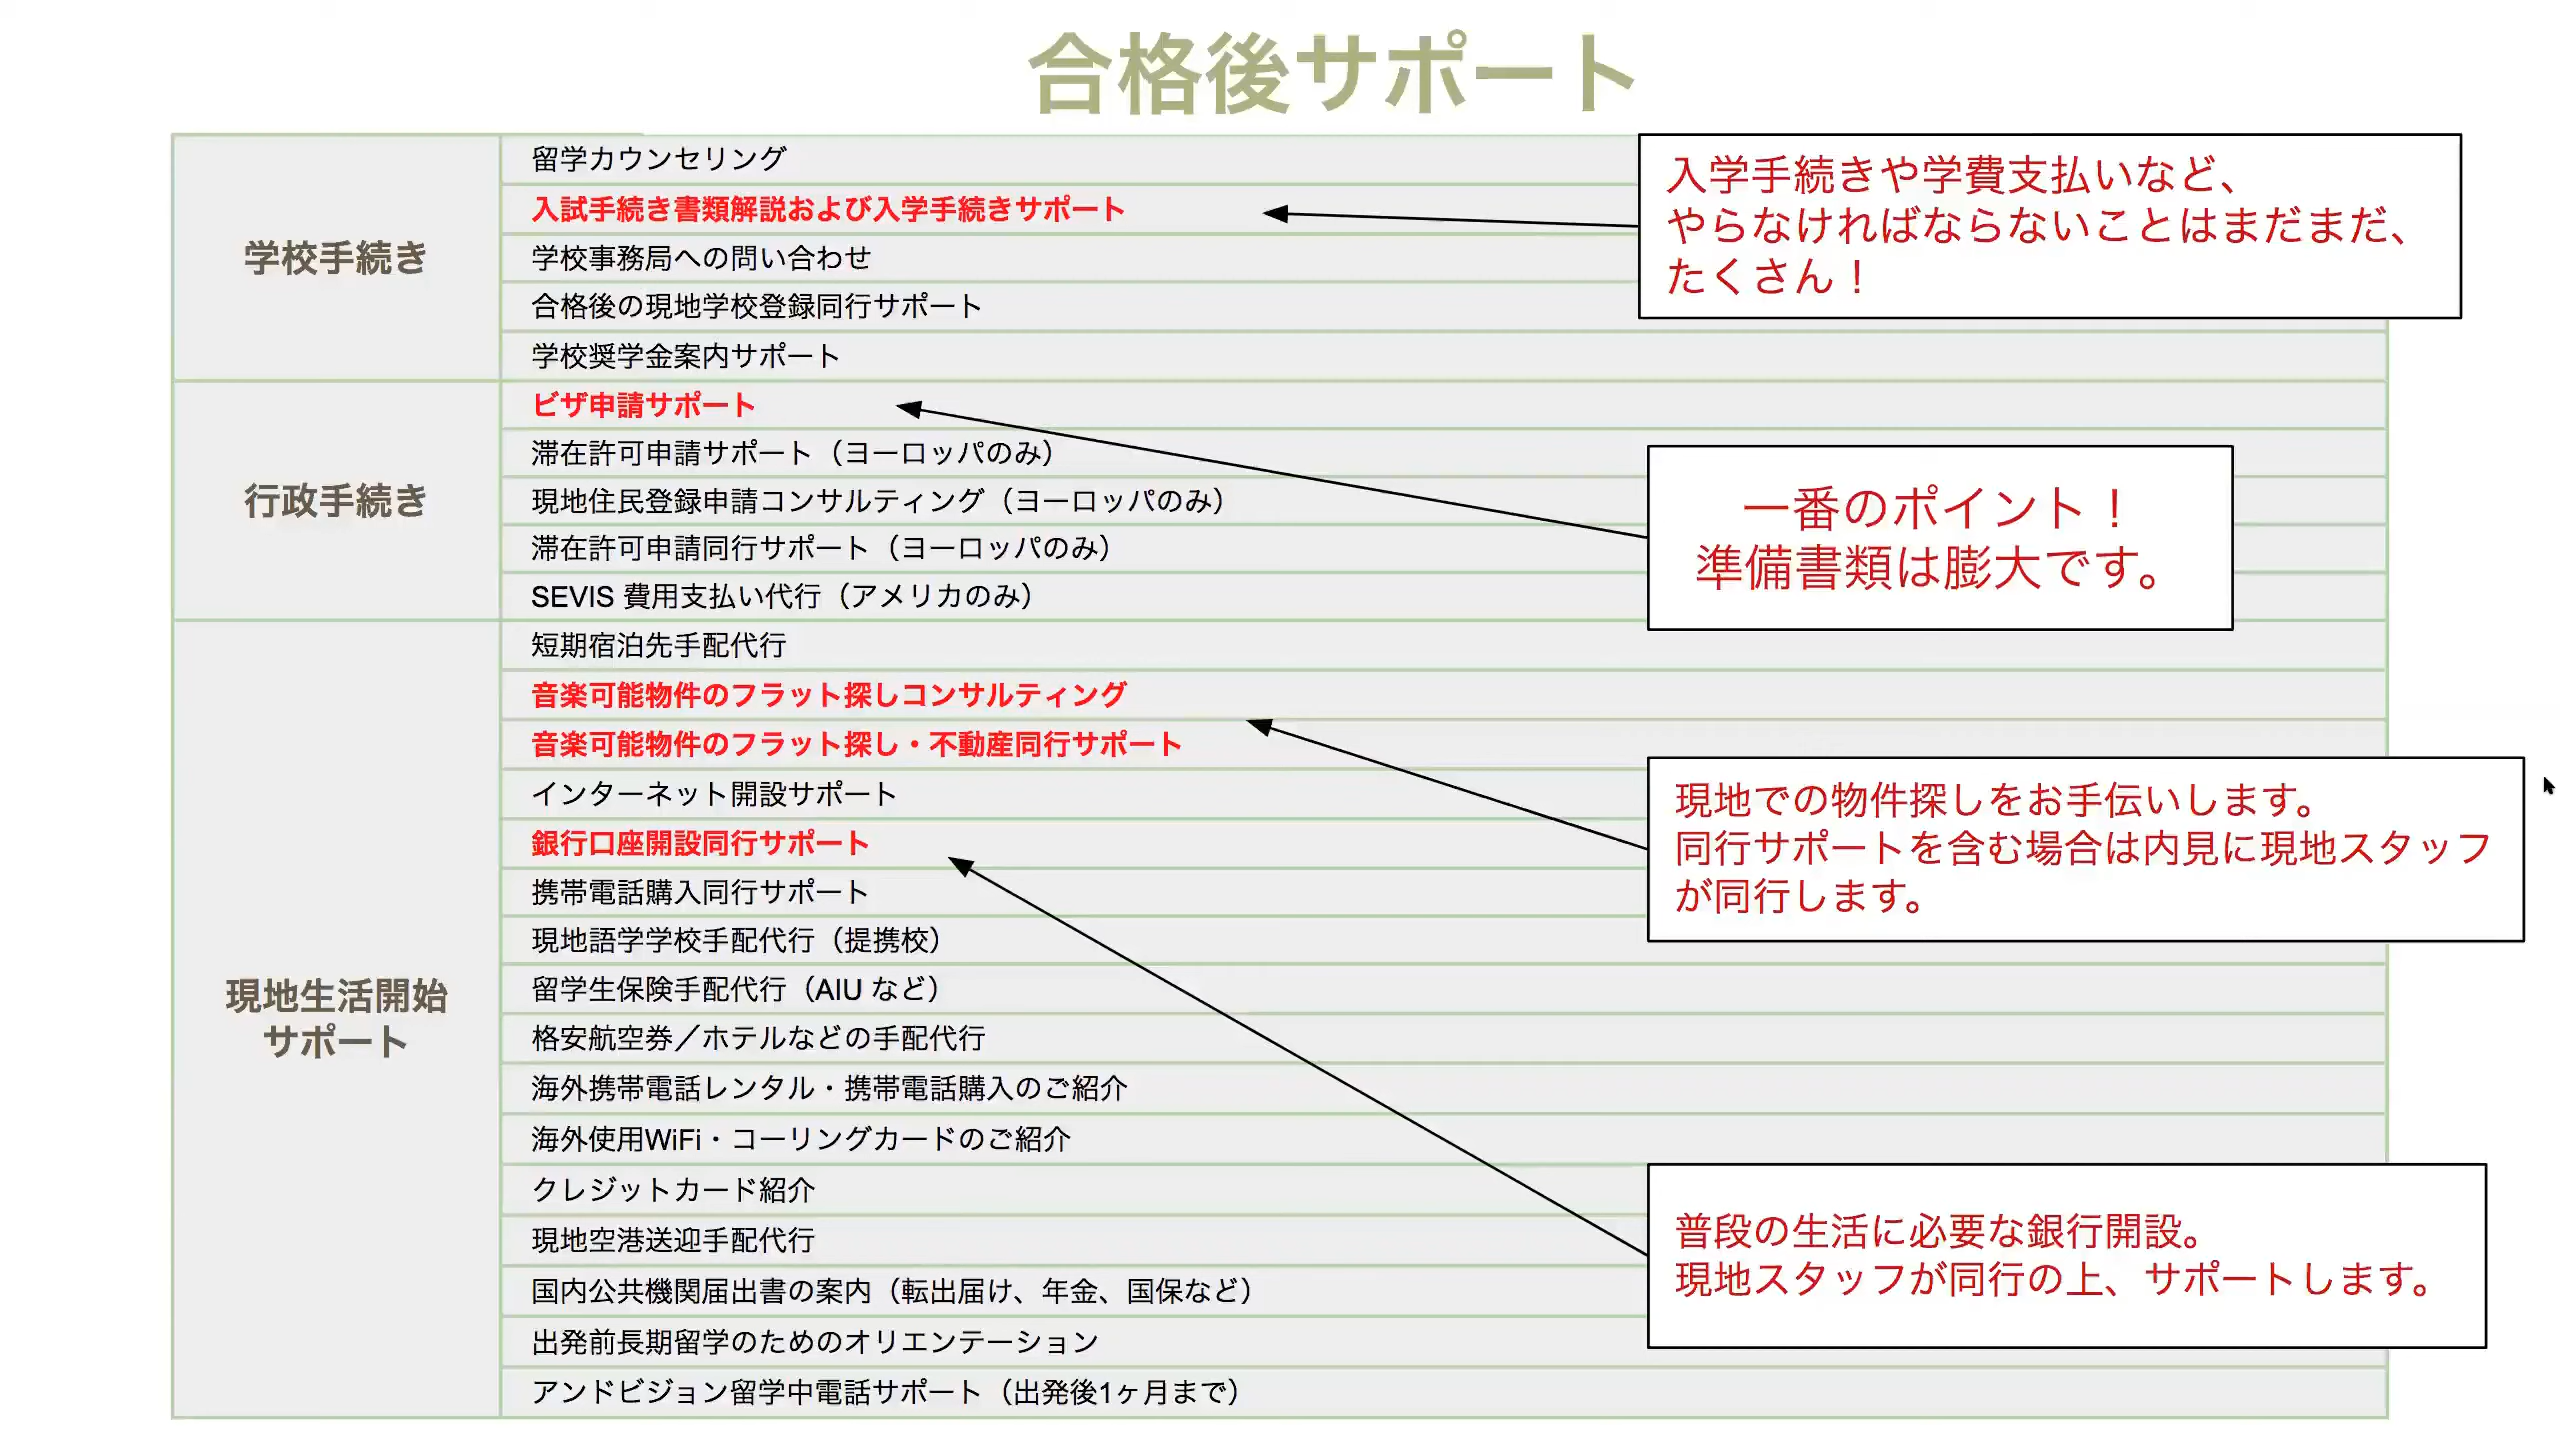 合格後サポート
学校手続き
留学カウンセリング
入試手続き書類解説および入学手続きサポート
学校事務局への問い合わせ
合格後の現地学校登録同行サポート
学校奨学金案内サポート
入学手続きや学費支払いなど、
やらなければならないことはまだまだ、
たくさん！
行政手続き
ビザ申請サポート
滞在許可申請サポート（ヨーロッパのみ）
現地住民登録申請コンサルティング（ヨーロッパのみ）
滞在許可申請同行サポート（ヨーロッパのみ）
SEVIS 費用支払い代行（アメリカのみ）
一番のポイント！
準備書類は膨大です。
現地生活開始
サポート
短期宿泊先手配代行
音楽可能物件のフラット探しコンサルティング
音楽可能物件のフラット探し・不動産同行サポート
インターネット開設サポート
銀行口座開設同行サポート
携帯電話購入同行サポート
現地語学学校手配代行（提携校）
留学生保険手配代行（AIU など）
格安航空券／ホテルなどの手配代行
海外携帯電話レンタル・携帯電話購入のご紹介
海外使用WiFi・コーリングカードのご紹介
クレジットカード紹介
現地空港送迎手配代行
国内公共機関届出書の案内（転出届け、年金、国保など）
出発前長期留学のためのオリエンテーション
アンドビジョン留学中電話サポート（出発後1ヶ月まで）
現地での物件探しをお手伝いします。
同行サポートを含む場合は内見に現地スタッフ
が同行します。
普段の生活に必要な銀行開設。
現地スタッフが同行の上、サポートします。